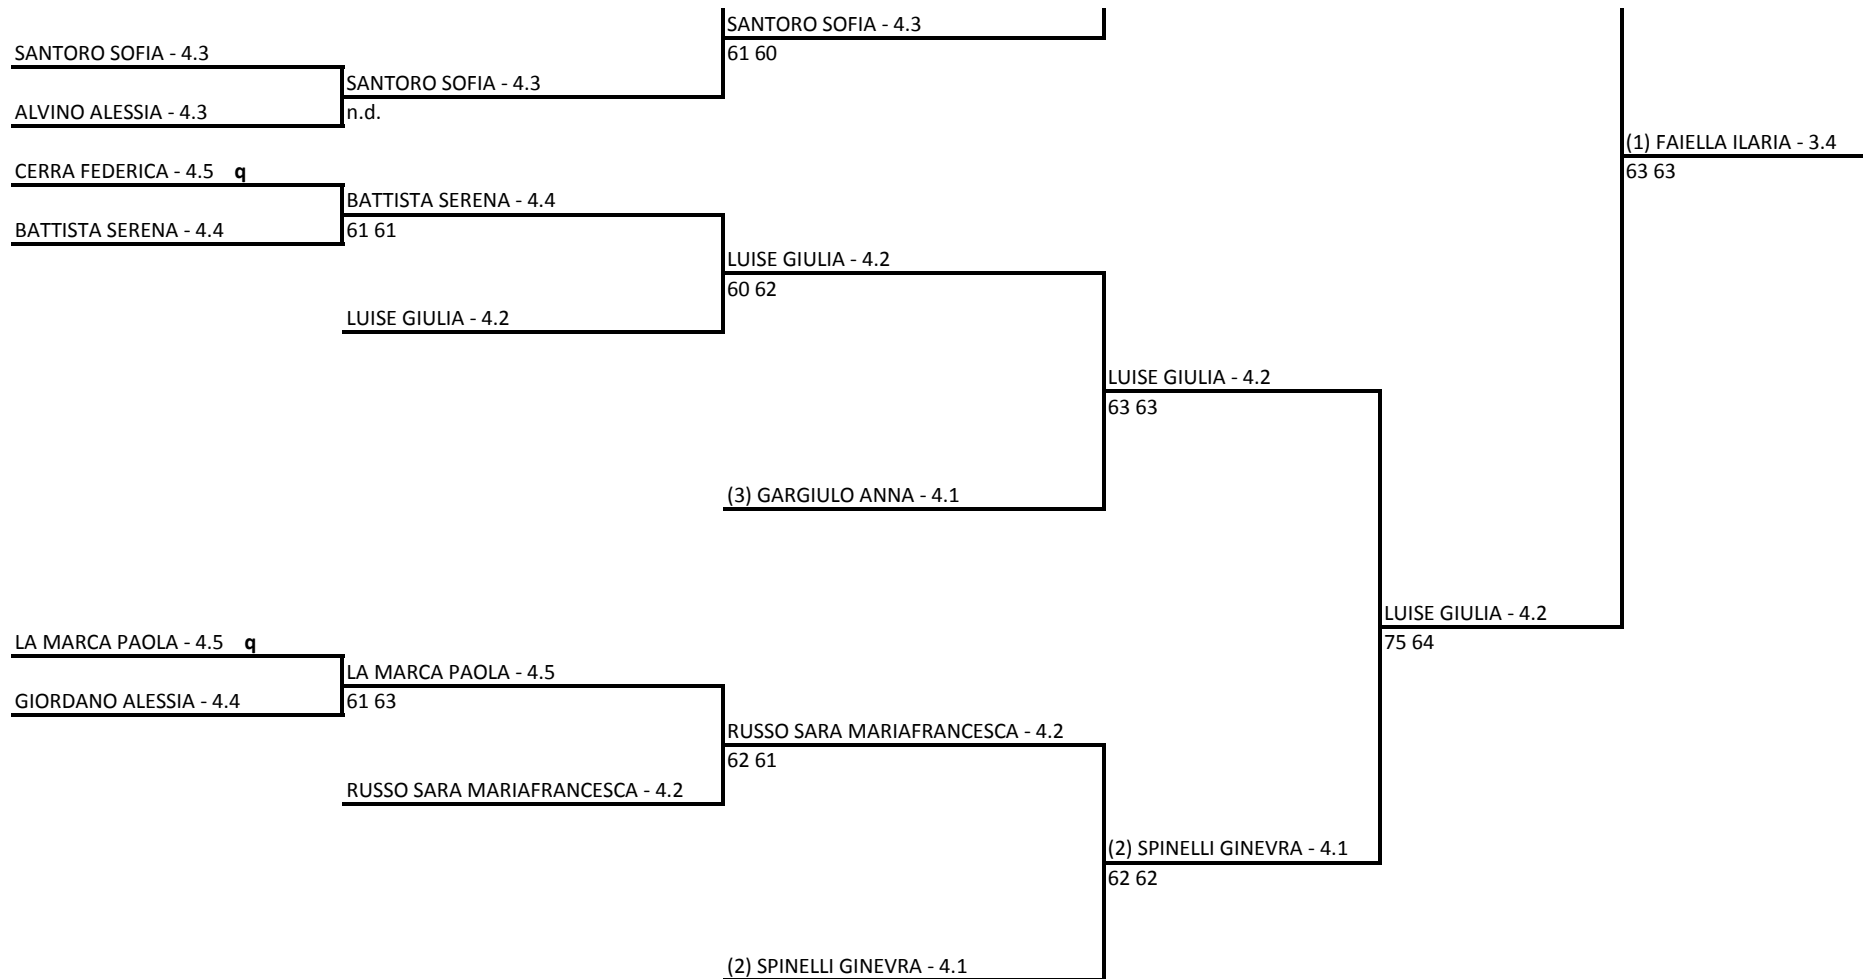 SANTORO SOFIA - 4.3
SANTORO SOFIA - 4.3
61 60
SANTORO SOFIA - 4.3
ALVINO ALESSIA - 4.3
n.d.
(1) FAIELLA ILARIA - 3.4
CERRA FEDERICA - 4.5 q
63 63
BATTISTA SERENA - 4.4
BATTISTA SERENA - 4.4
61 61
LUISE GIULIA - 4.2
60 62
LUISE GIULIA - 4.2
LUISE GIULIA - 4.2
63 63
(3) GARGIULO ANNA - 4.1
LUISE GIULIA - 4.2
LA MARCA PAOLA - 4.5 q
75 64
LA MARCA PAOLA - 4.5
GIORDANO ALESSIA - 4.4
61 63
RUSSO SARA MARIAFRANCESCA - 4.2
62 61
RUSSO SARA MARIAFRANCESCA - 4.2
(2) SPINELLI GINEVRA - 4.1
62 62
(2) SPINELLI GINEVRA - 4.1